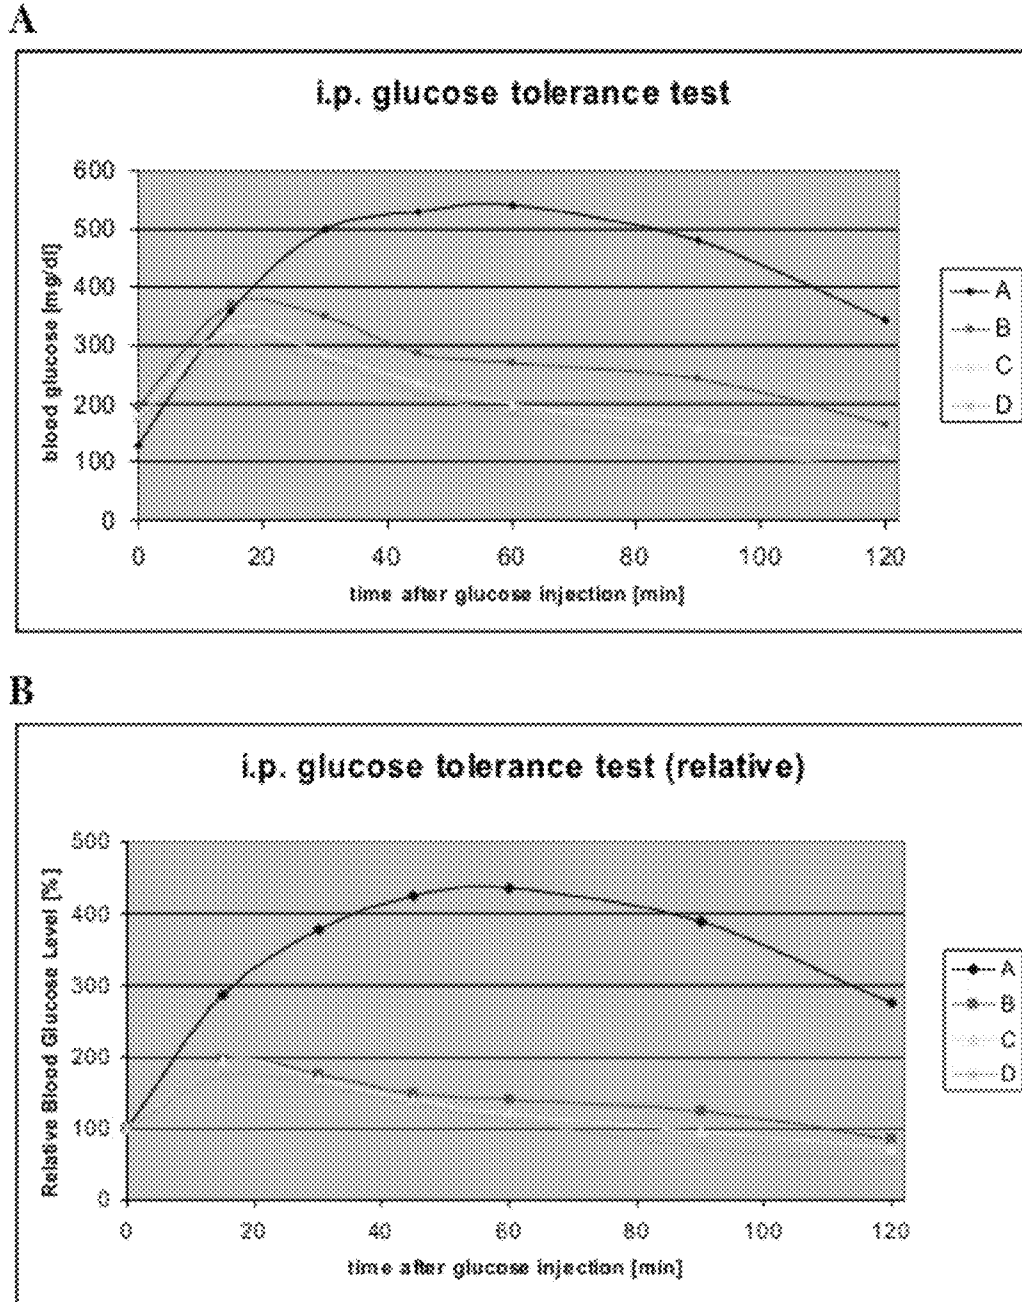 A
i.p. glucose tolerance test
blood glucose [mg/dl]
600
500
400
300
200
100
0
0 20 40 60 80 100 120
time after glucose injection [min]
A
B
C
D
B
i.p. glucose tolerance test (relative)
Relative Blood Glucose Level [%]
500
400
300
200
100
0
0 20 40 60 80 100 120
time after glucose injection [min]
A
B
C
D